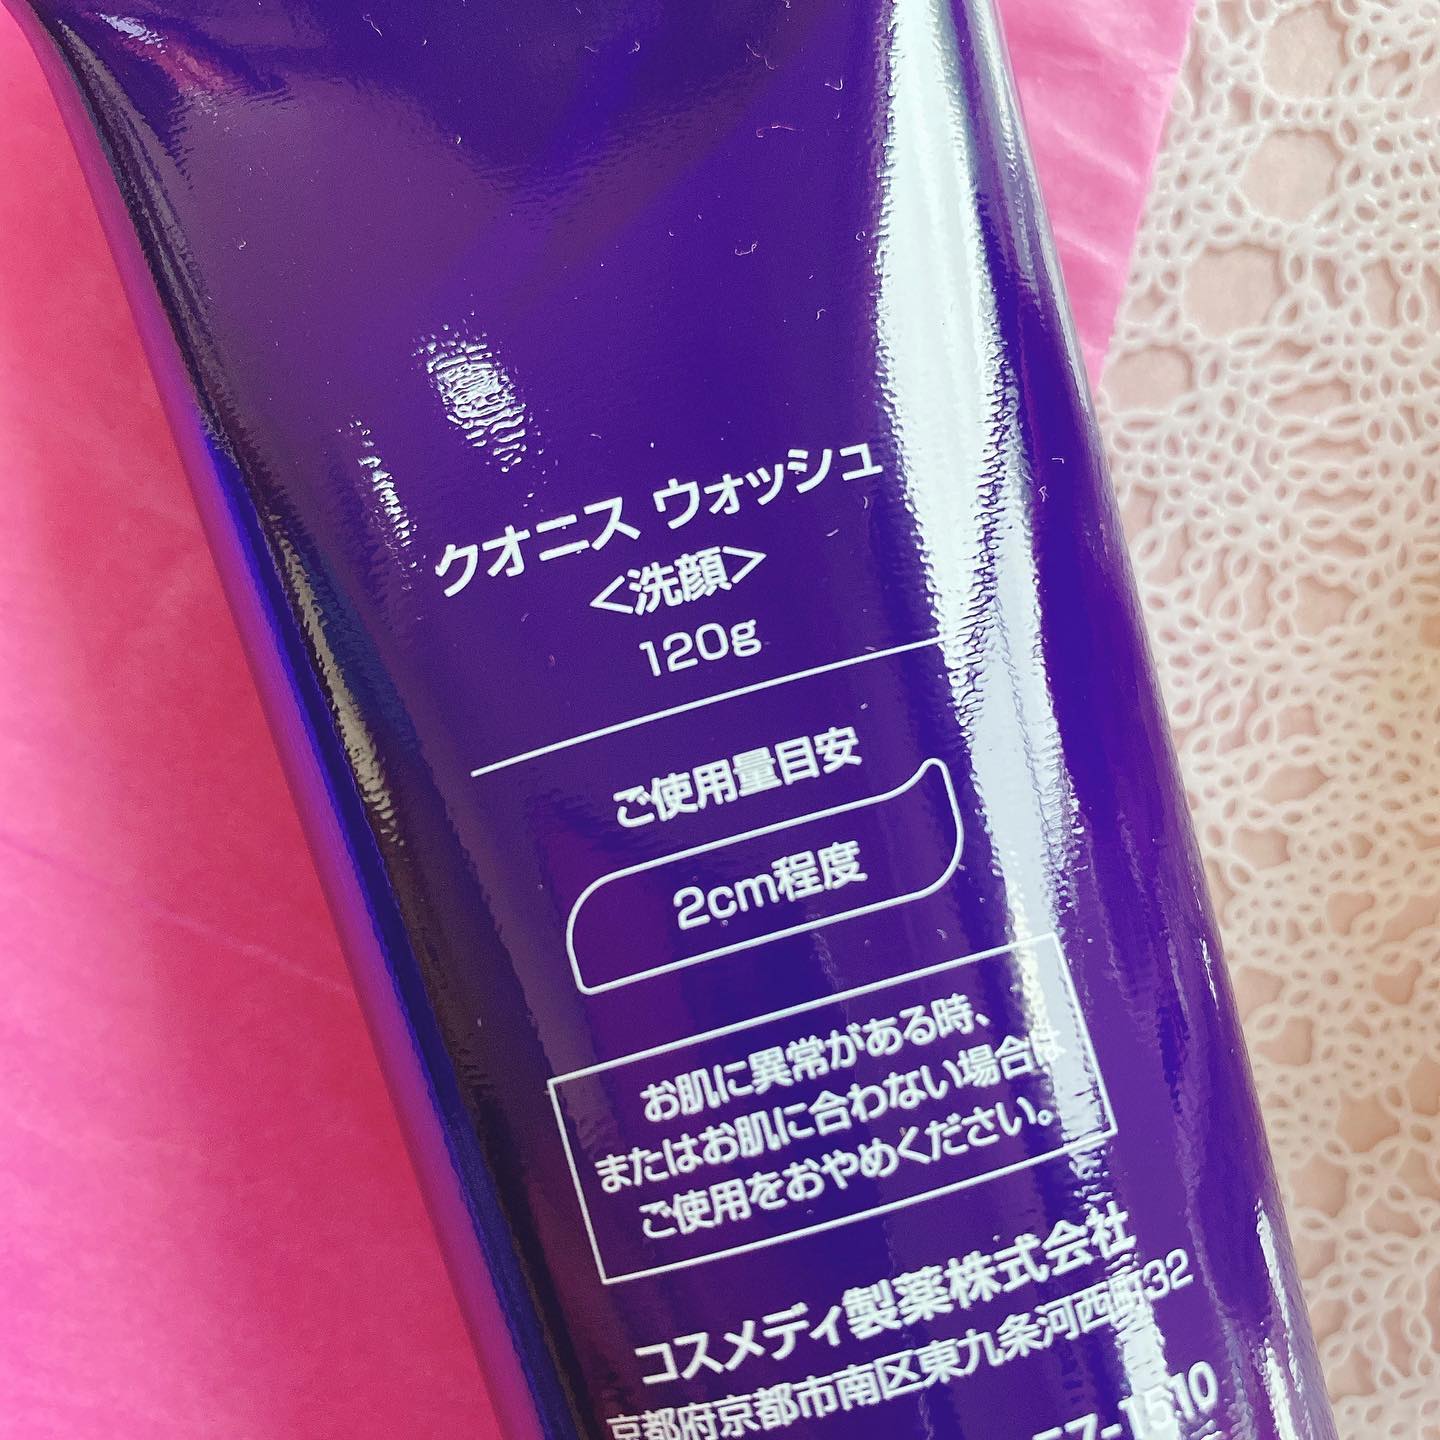 クオニス ウォッシュ
<洗顔>
120g
ご使用量目安
2cm程度
お肌に異常がある時、
またはお肌に合わない場合は
ご使用をおやめください。
コスメディ製薬株式会社
京都府京都市南区東九条河西町32
57-1510